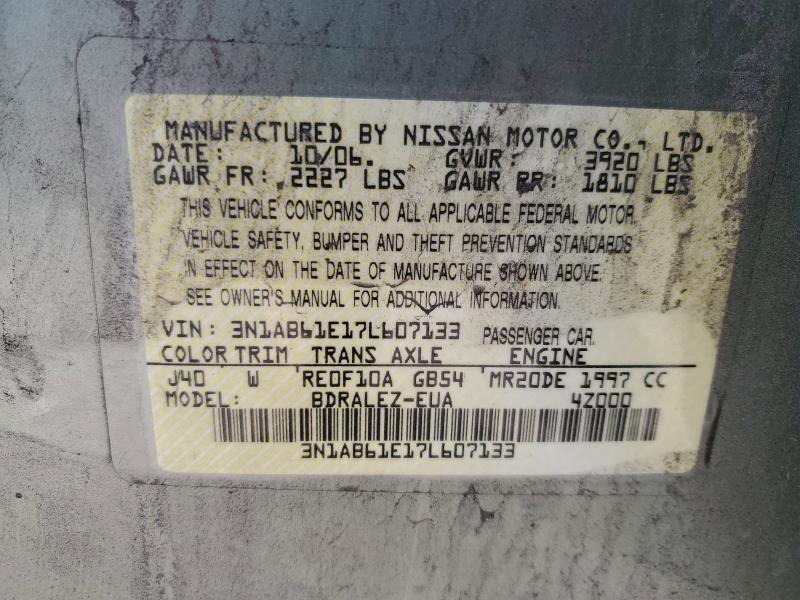 MANUFACTURED BY NISSAN MOTOR CO., LTD.
DATE: 10/06. GVWR: 3920 LBS
GAWR FR: 2227 LBS GAWR RR: 1810 LBS
THIS VEHICLE CONFORMS TO ALL APPLICABLE FEDERAL MOTOR
VEHICLE SAFETY, BUMPER AND THEFT PREVENTION STANDARDS
IN EFFECT ON THE DATE OF MANUFACTURE SHOWN ABOVE.
SEE OWNER'S MANUAL FOR ADDITIONAL INFORMATION.
VIN: 3N1AB61E17L607133 PASSENGER CAR
COLOR TRIM TRANS AXLE ENGINE
J40 W RE0F10A GB54 MR20DE 1997 CC
MODEL: BDRALEZ-EUA 4Z000
3N1AB61E17L607133